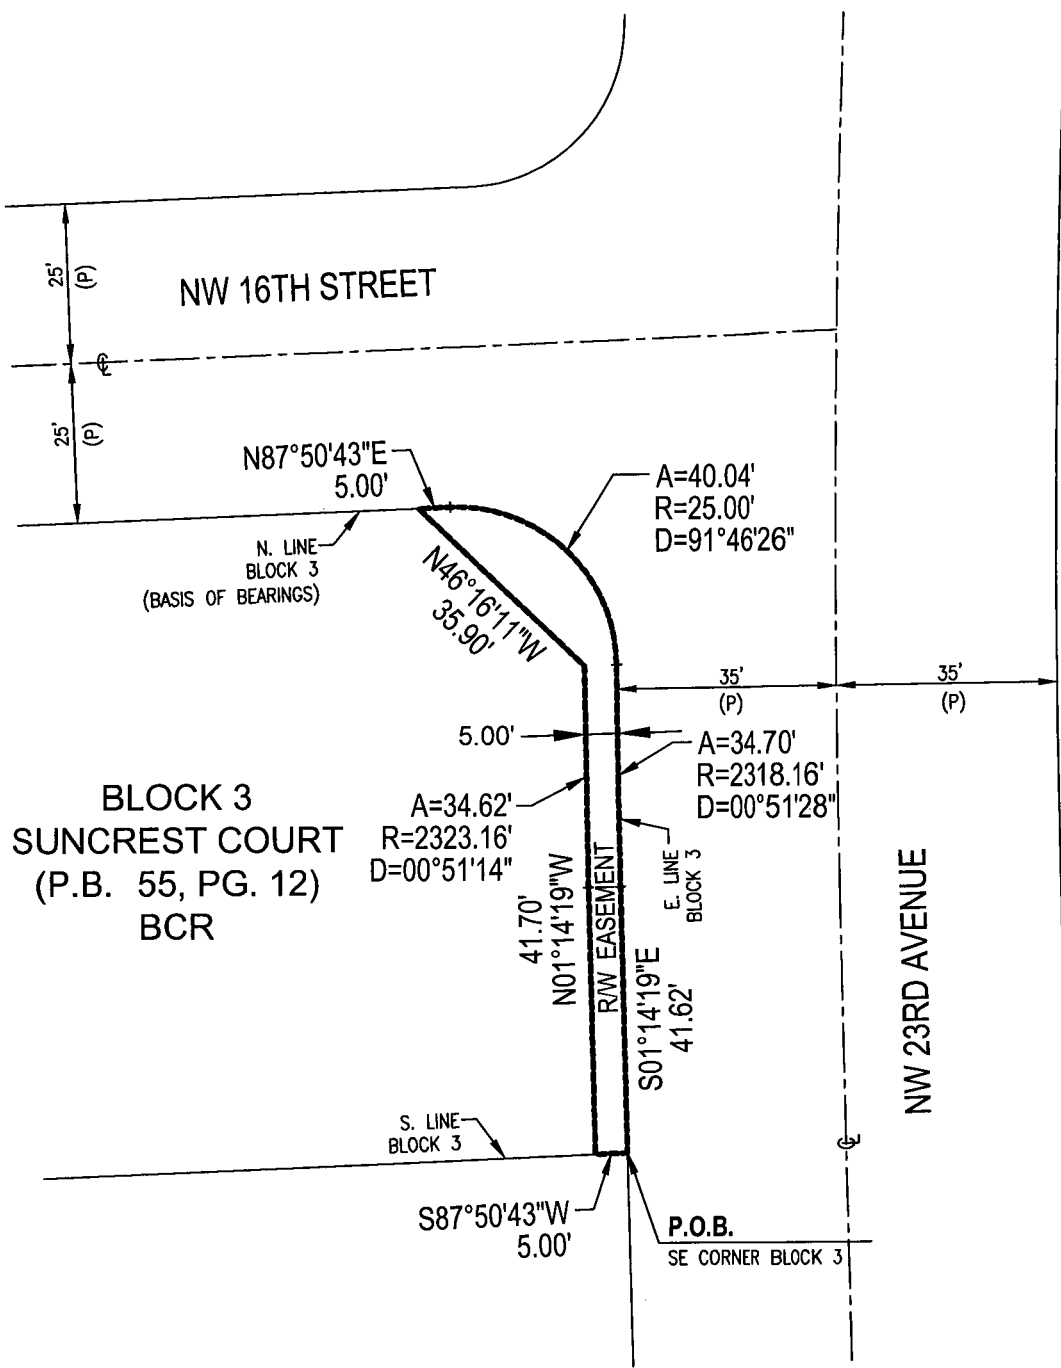 25'
(P)
NW 16TH STREET
℄
25'
(P)
N87°50'43"E
5.00'
A=40.04'
R=25.00'
D=91°46'26"
N. LINE
BLOCK 3
(BASIS OF BEARINGS)
N46°16'11"W
35.90'
35'
(P)
35'
(P)
5.00'
A=34.70'
R=2318.16'
D=00°51'28"
BLOCK 3
SUNCREST COURT
(P.B. 55, PG. 12)
BCR
A=34.62'
R=2323.16'
D=00°51'14"
E. LINE
BLOCK 3
41.70'
N01°14'19"W
R/W EASEMENT
S01°14'19"E
41.62'
NW 23RD AVENUE
℄
S. LINE
BLOCK 3
S87°50'43"W
5.00'
P.O.B.
SE CORNER BLOCK 3